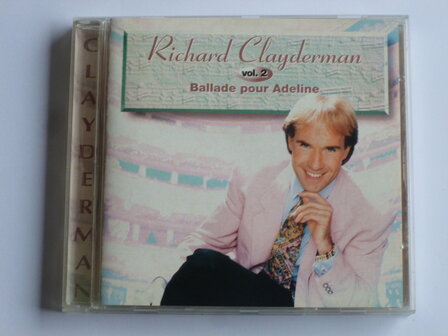 Richard Clayderman
vol. 2
Ballade pour Adeline
CLAYDERMAN